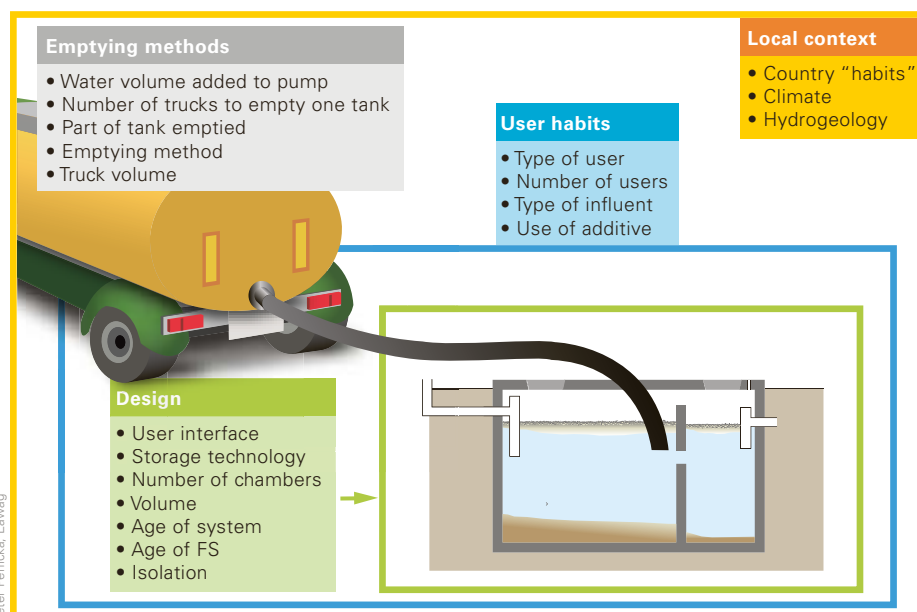 Emptying methods
• Water volume added to pump
• Number of trucks to empty one tank
• Part of tank emptied
• Emptying method
• Truck volume
Local context
• Country “habits”
• Climate
• Hydrogeology
User habits
• Type of user
• Number of users
• Type of influent
• Use of additive
Design
• User interface
• Storage technology
• Number of chambers
• Volume
• Age of system
• Age of FS
• Isolation